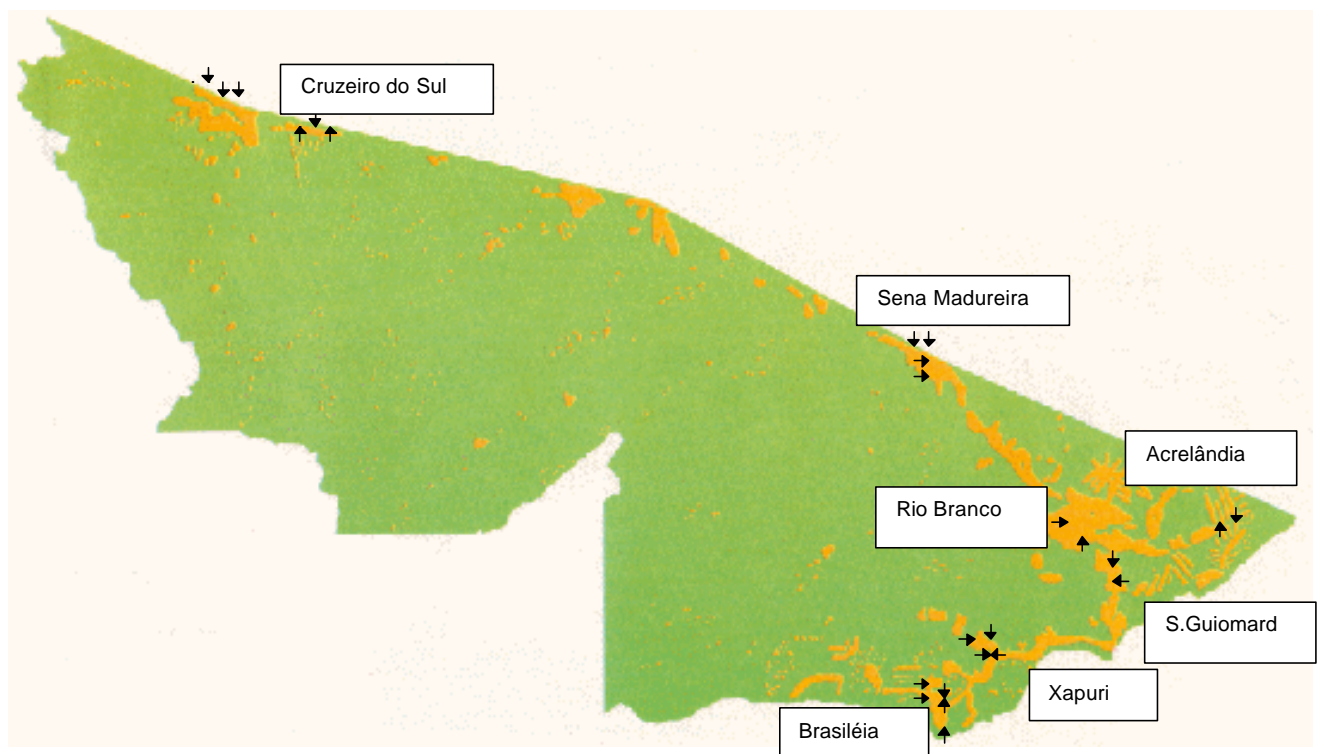 Cruzeiro do Sul
Sena Madureira
Acrelândia
Rio Branco
S.Guiomard
Xapuri
Brasiléia